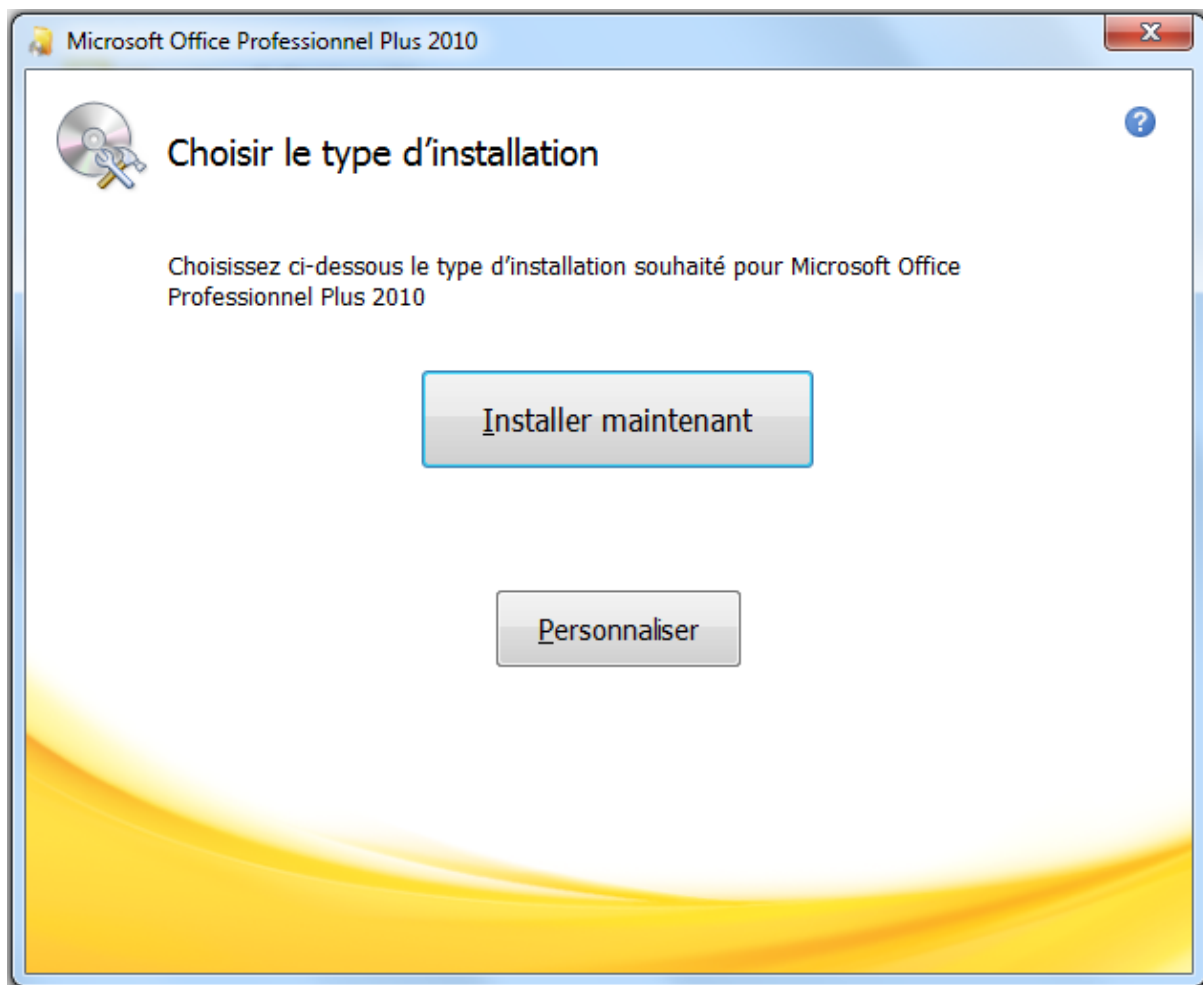 Microsoft Office Professionnel Plus 2010
Choisir le type d’installation
Choisissez ci-dessous le type d’installation souhaité pour Microsoft Office
Professionnel Plus 2010
Installer maintenant
Personnaliser